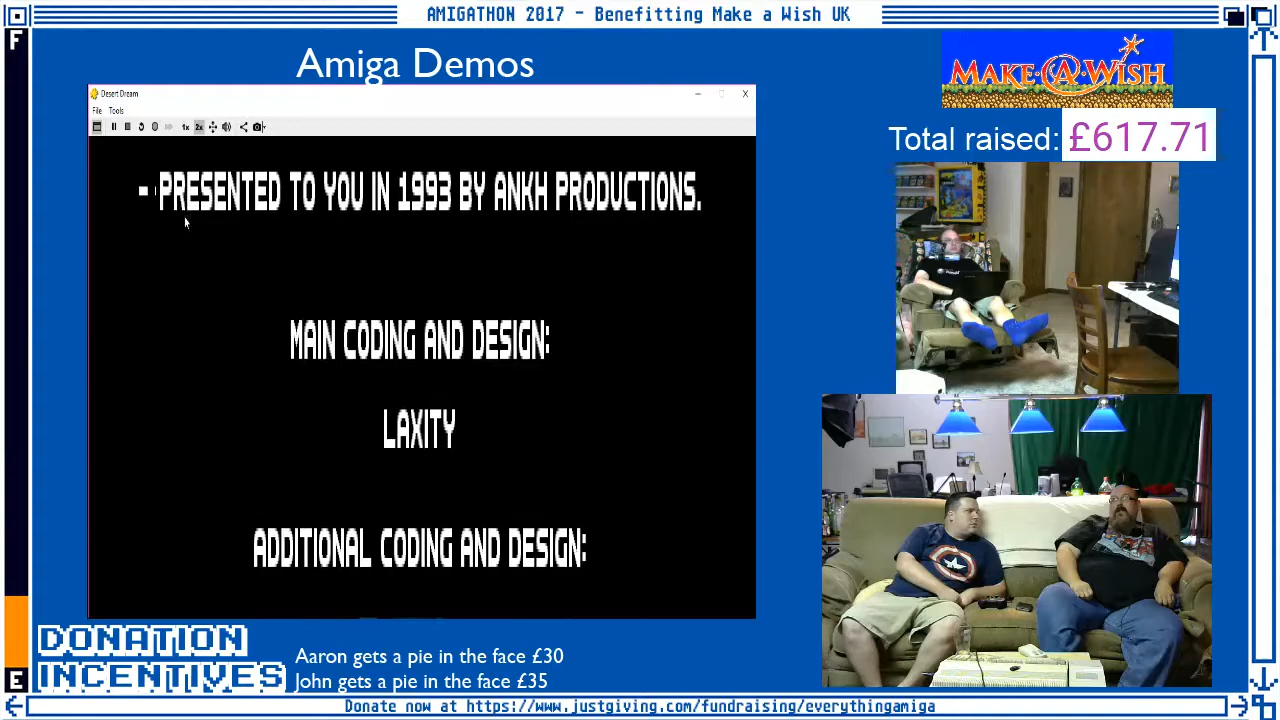 AMIGATHON 2017 - Benefitting Make a Wish UK
F
Amiga Demos
MAKE-A-WISH
Desert Dream
File Tools
1x 2x
Total raised: £617.71
- PRESENTED TO YOU IN 1993 BY ANKH PRODUCTIONS.
MAIN CODING AND DESIGN:
LAXITY
ADDITIONAL CODING AND DESIGN:
DONATION
INCENTIVES
Aaron gets a pie in the face £30
John gets a pie in the face £35
E
Donate now at https://www.justgiving.com/fundraising/everythingamiga